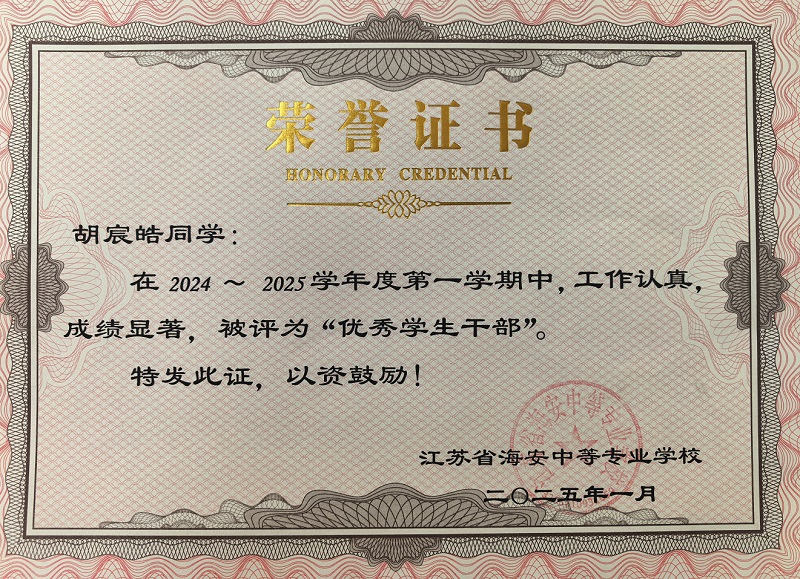 荣誉证书
HONORARY CREDENTIAL
胡宸皓同学：
在 2024 ～ 2025 学年度第一学期中，工作认真，
成绩显著，被评为“优秀学生干部”。
特发此证，以资鼓励！
江苏省海安中等专业学校
二〇二五年一月